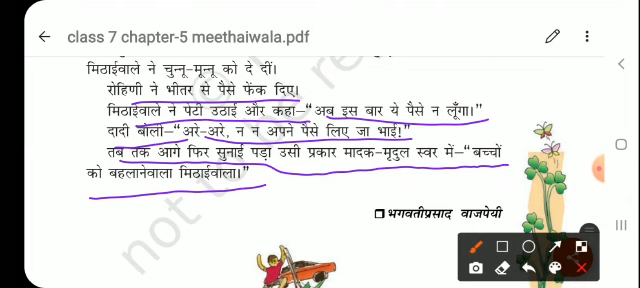 class 7 chapter-5 meethaiwala.pdf
मिठाईवाले ने चुन्नू-मुन्नू को दे दीं।
रोहिणी ने भीतर से पैसे फेंक दिए।
मिठाईवाले ने पेटी उठाई और कहा-“अब इस बार ये पैसे न लूँगा।”
दादी बोली-“अरे-अरे, न न अपने पैसे लिए जा भाई!”
तब तक आगे फिर सुनाई पड़ा उसी प्रकार मादक-मृदुल स्वर में-“बच्चों
को बहलानेवाला मिठाईवाला।”
❒ भगवतीप्रसाद वाजपेयी